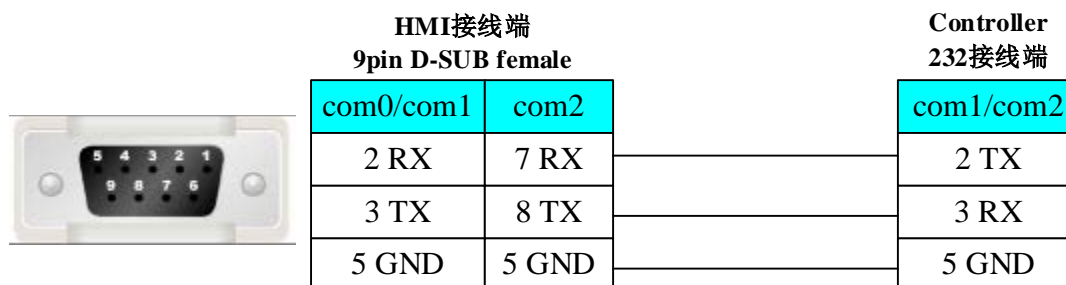 HMI接线端
9pin D-SUB female
Controller
232接线端
com0/com1 com2 com1/com2
5 4 3 2 1
9 8 7 6
2 RX 7 RX 2 TX
3 TX 8 TX 3 RX
5 GND 5 GND 5 GND